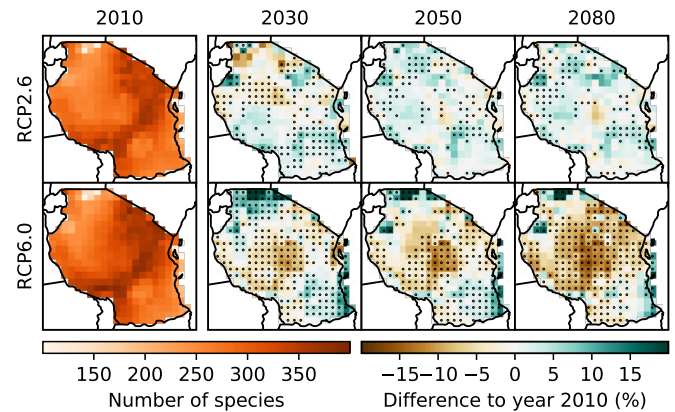 2010 2030 2050 2080
RCP2.6
RCP6.0
150 200 250 300 350 −15 −10 −5 0 5 10 15
Number of species Difference to year 2010 (%)